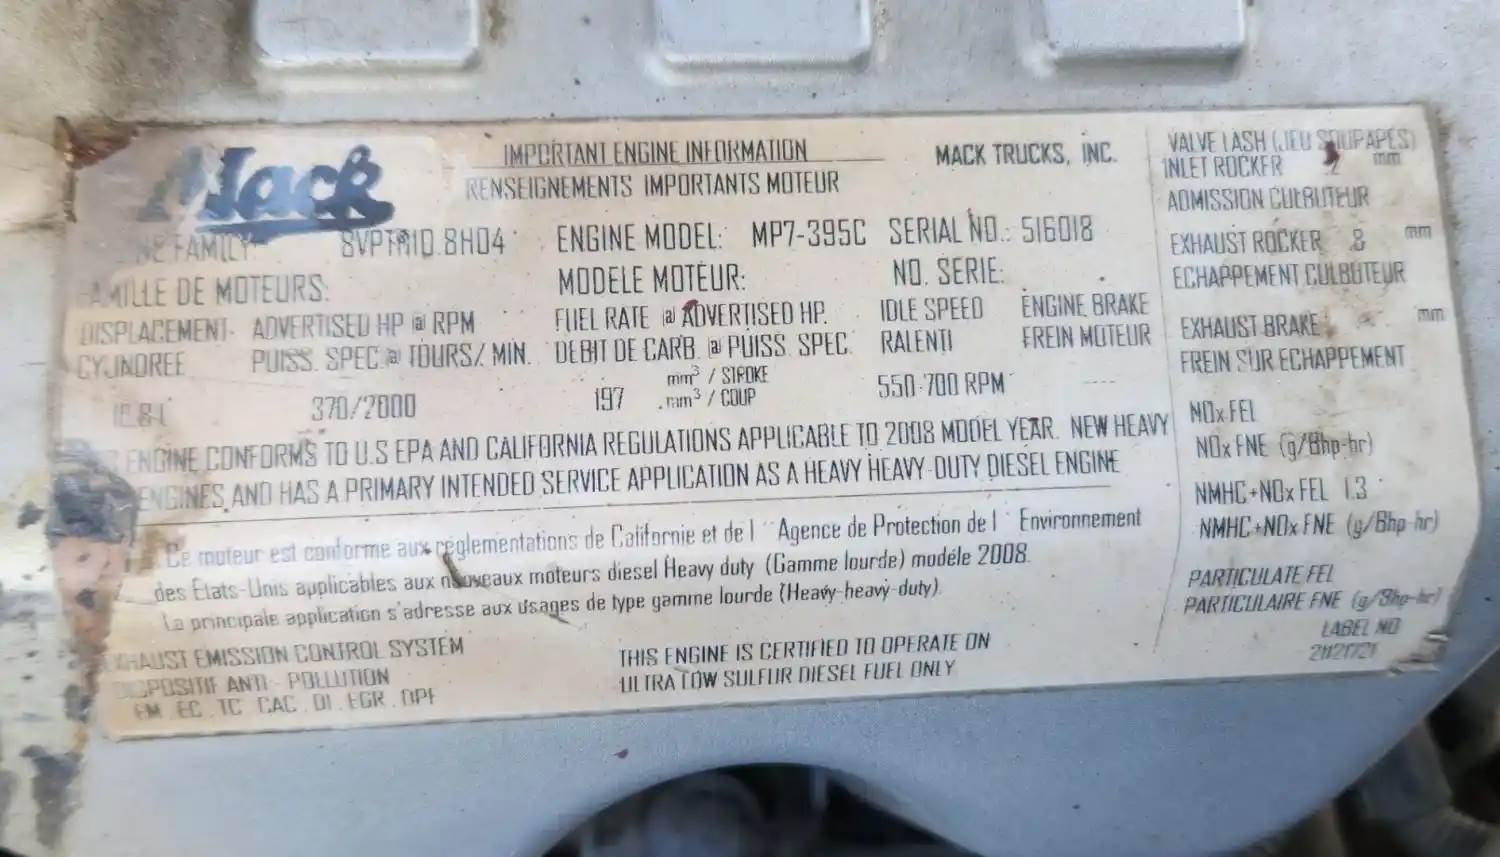 Mack
IMPORTANT ENGINE INFORMATION
RENSEIGNEMENTS IMPORTANTS MOTEUR
MACK TRUCKS, INC.
FAMILY: 8VPTH10.8H04 ENGINE MODEL: MP7-395C SERIAL NO.: 516018
FAMILLE DE MOTEURS: MODELE MOTEUR: NO. SERIE:
DISPLACEMENT- ADVERTISED HP @ RPM FUEL RATE @ ADVERTISED HP. IDLE SPEED ENGINE BRAKE
CYLINDREE PUISS. SPEC.@ TOURS/ MIN. DEBIT DE CARB. @ PUISS. SPEC. RALENTI FREIN MOTEUR
10.8-L 370/2000 197 mm³ / STROKE 550-700 RPM ----
mm³ / COUP
ENGINE CONFORMS TO U.S EPA AND CALIFORNIA REGULATIONS APPLICABLE TO 2008 MODEL YEAR. NEW HEAVY
ENGINES, AND HAS A PRIMARY INTENDED SERVICE APPLICATION AS A HEAVY HEAVY-DUTY DIESEL ENGINE
Ce moteur est conforme aux réglementations de Californie et de l' Agence de Protection de l' Environnement
des États-Unis applicables aux nouveaux moteurs diesel Heavy duty (Gamme lourde) modéle 2008.
La principale application s'adresse aux usages de type gamme lourde (Heavy-heavy-duty).
EXHAUST EMISSION CONTROL SYSTEM
DISPOSITIF ANTI - POLLUTION
EM . EC . TC . CAC . DI . EGR . DPF
THIS ENGINE IS CERTIFIED TO OPERATE ON
ULTRA LOW SULFUR DIESEL FUEL ONLY
VALVE LASH (JEU SOUPAPES)
INLET ROCKER mm
ADMISSION CULBUTEUR
EXHAUST ROCKER .8 mm
ECHAPPEMENT CULBUTEUR
EXHAUST BRAKE mm
FREIN SUR ECHAPPEMENT
NOx FEL
NOx FNE (g/Bhp-hr)
NMHC+NOx FEL 1.3
NMHC+NOx FNE (g/Bhp-hr)
PARTICULATE FEL
PARTICULAIRE FNE (g/Bhp-hr)
LABEL NO